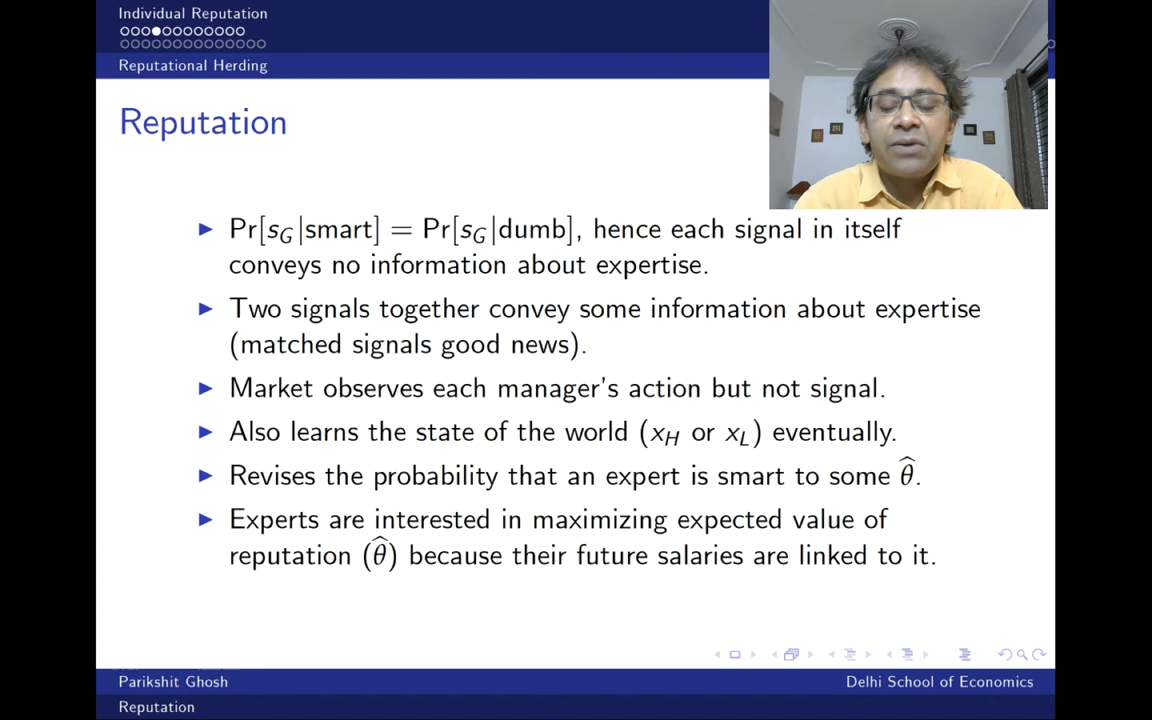 Individual Reputation
Reputational Herding
Reputation
Pr[s_G|smart] = Pr[s_G|dumb], hence each signal in itself
conveys no information about expertise.
Two signals together convey some information about expertise
(matched signals good news).
Market observes each manager's action but not signal.
Also learns the state of the world (x_H or x_L) eventually.
Revises the probability that an expert is smart to some θ̂.
Experts are interested in maximizing expected value of
reputation (θ̂) because their future salaries are linked to it.
Parikshit Ghosh
Delhi School of Economics
Reputation